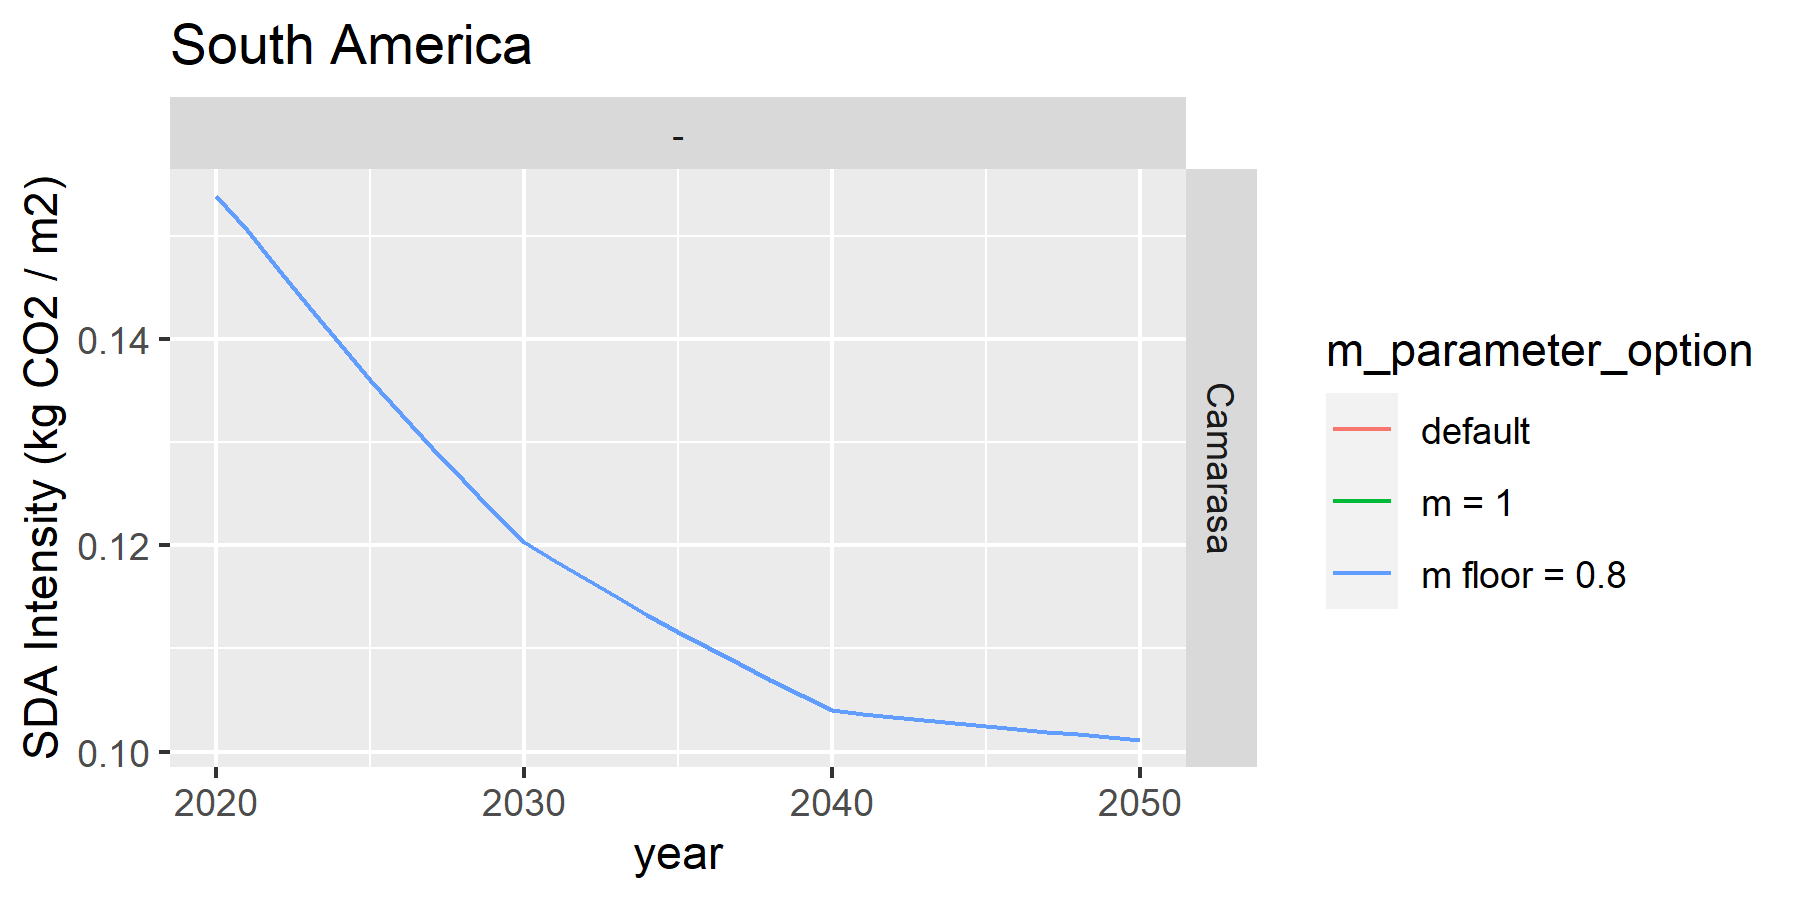 South America
-
SDA Intensity (kg CO2 / m2)
0.14
0.12
0.10
Camarasa
2020
2030
2040
2050
year
m_parameter_option
default
m = 1
m floor = 0.8